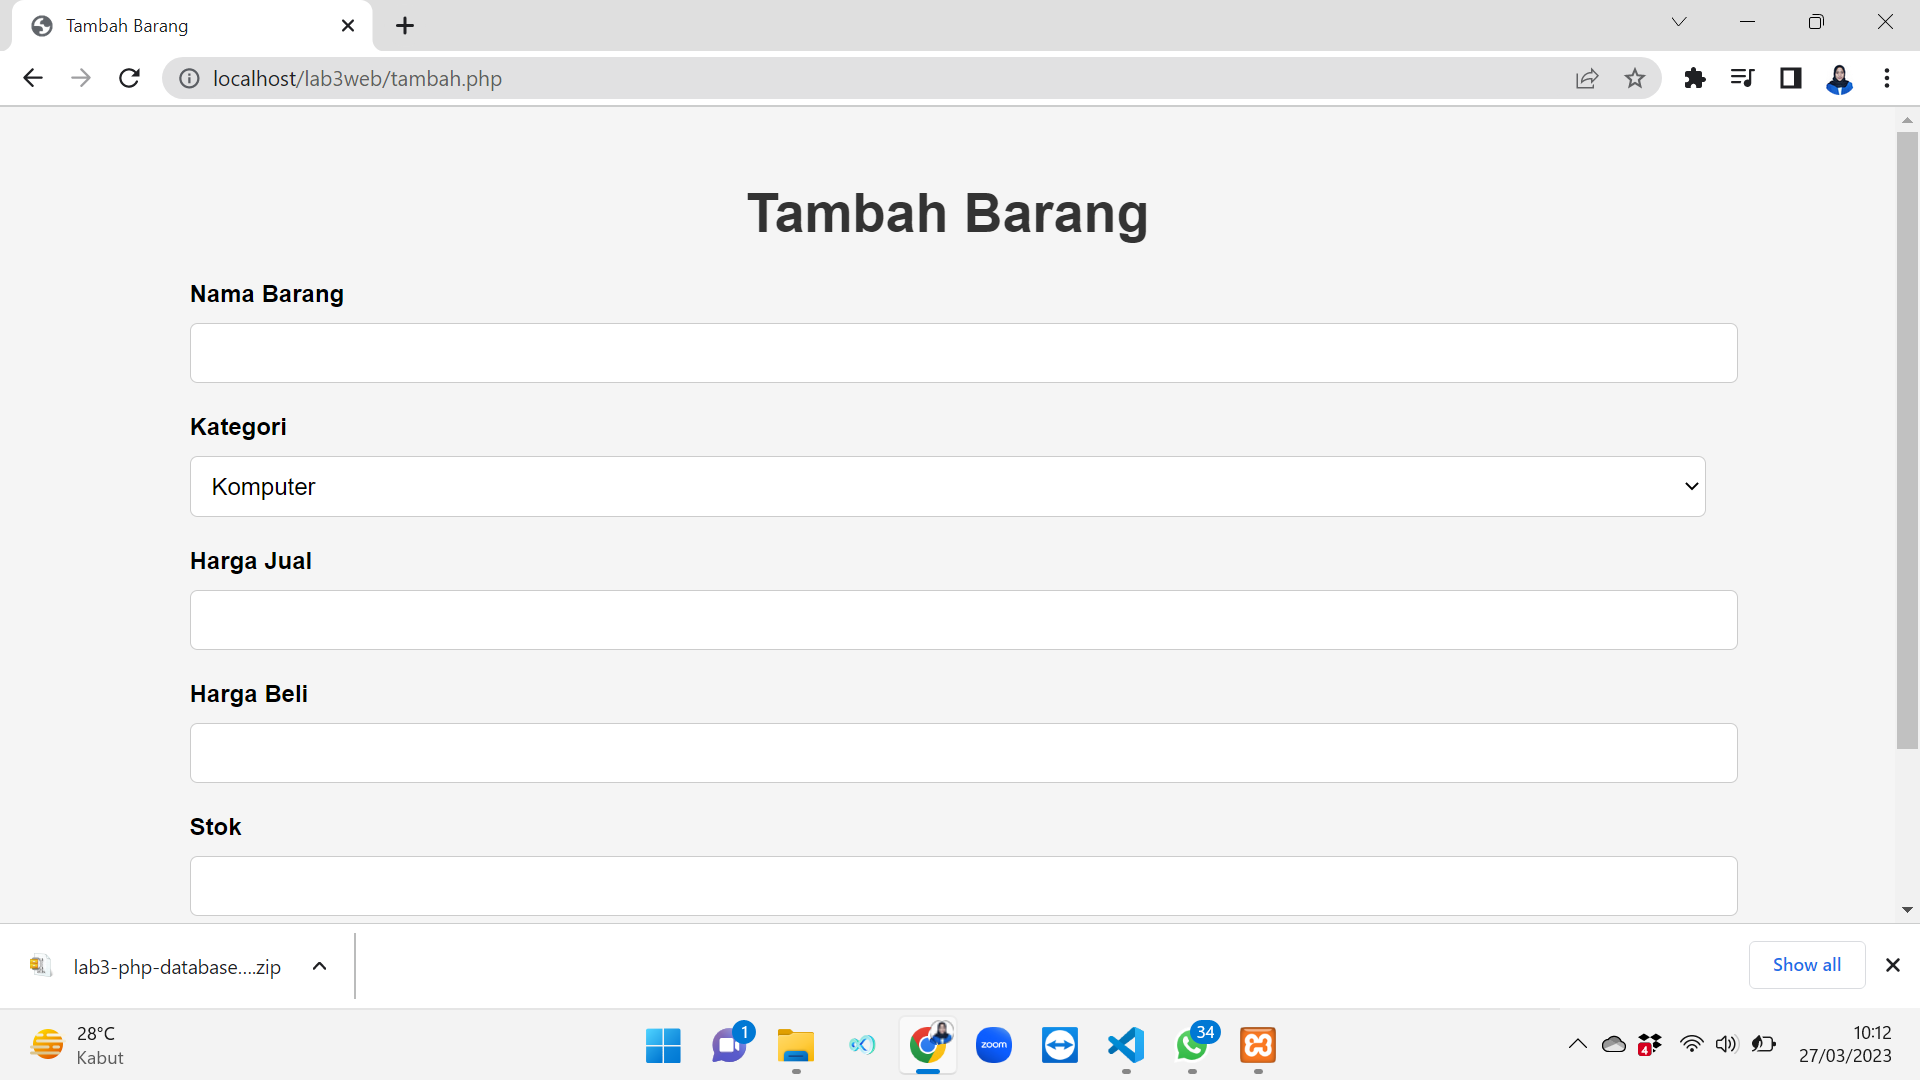 Tambah Barang
localhost/lab3web/tambah.php
Tambah Barang
Nama Barang
Kategori
Komputer
Harga Jual
Harga Beli
Stok
lab3-php-database....zip
Show all
28°C
Kabut
1
zoom
34
4
10:12
27/03/2023